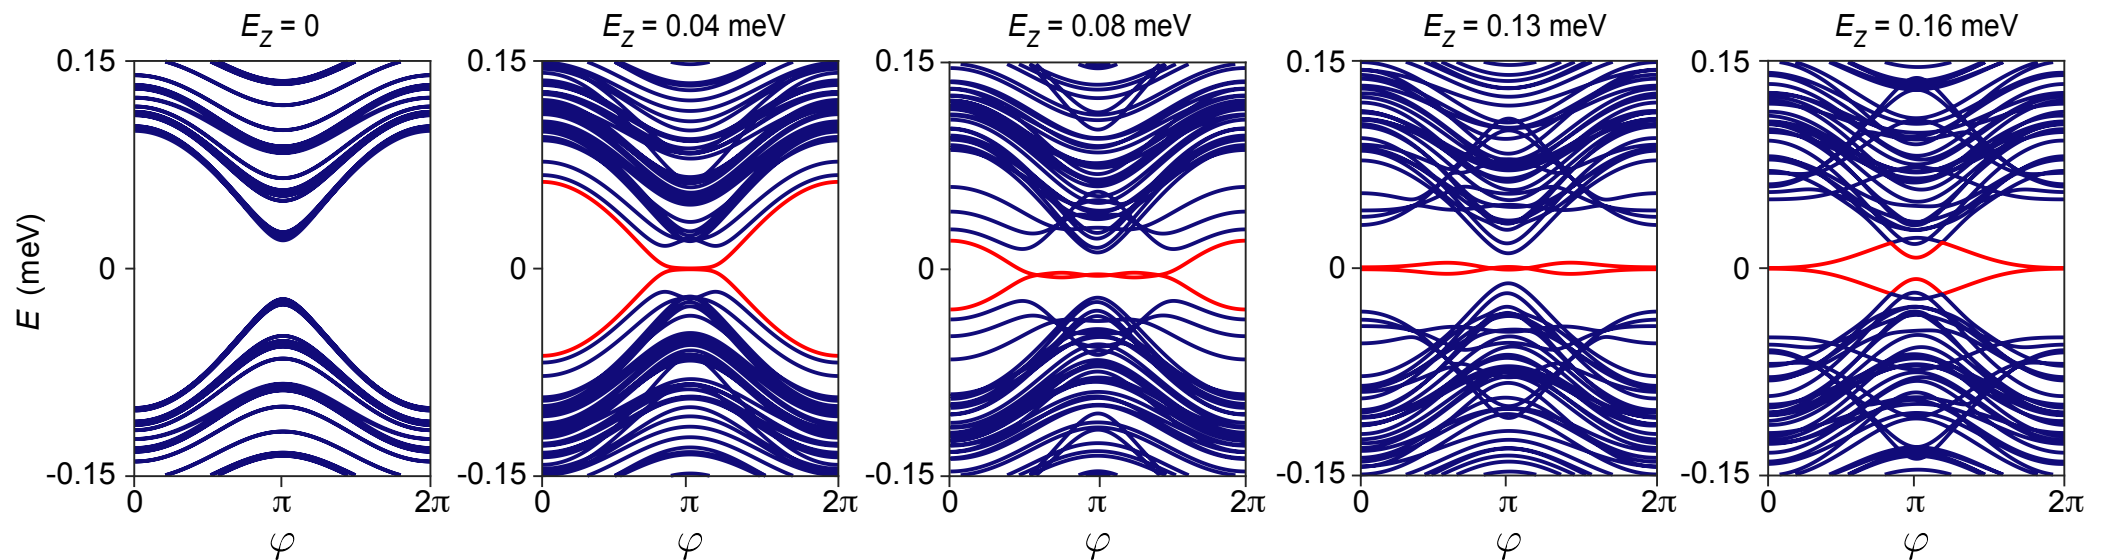 E_Z = 0
E_Z = 0.04 meV
E_Z = 0.08 meV
E_Z = 0.13 meV
E_Z = 0.16 meV
E (meV)
0.15
0
-0.15
0 π 2π
φ
0.15
0
-0.15
0 π 2π
φ
0.15
0
-0.15
0 π 2π
φ
0.15
0
-0.15
0 π 2π
φ
0.15
0
-0.15
0 π 2π
φ